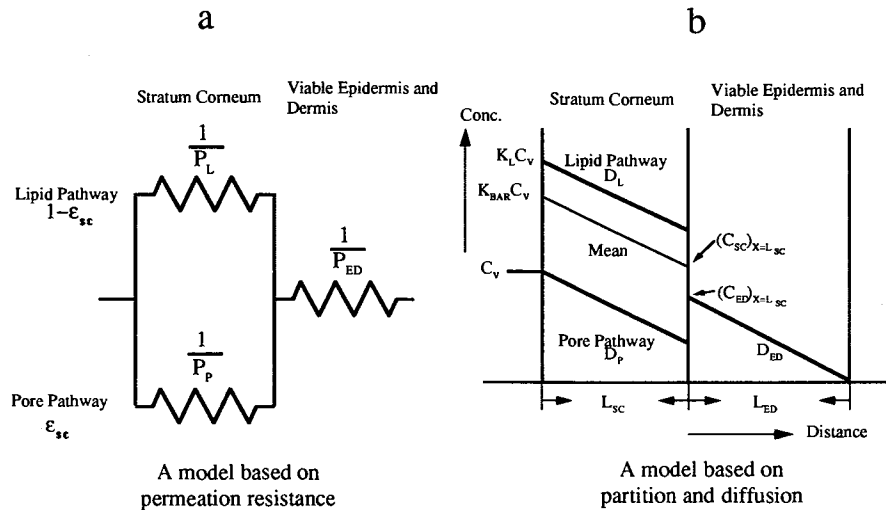 a
Stratum Corneum
Viable Epidermis and
Dermis
1
P_L
Lipid Pathway
1-ε_sc
1
P_ED
1
P_P
Pore Pathway
ε_sc
A model based on
permeation resistance
b
Stratum Corneum
Viable Epidermis and
Dermis
Conc.
K_L C_V
Lipid Pathway
D_L
K_BAR C_V
Mean
(C_SC)_X=L_SC
C_V
(C_ED)_X=L_SC
Pore Pathway
D_P
D_ED
L_SC
L_ED
Distance
A model based on
partition and diffusion